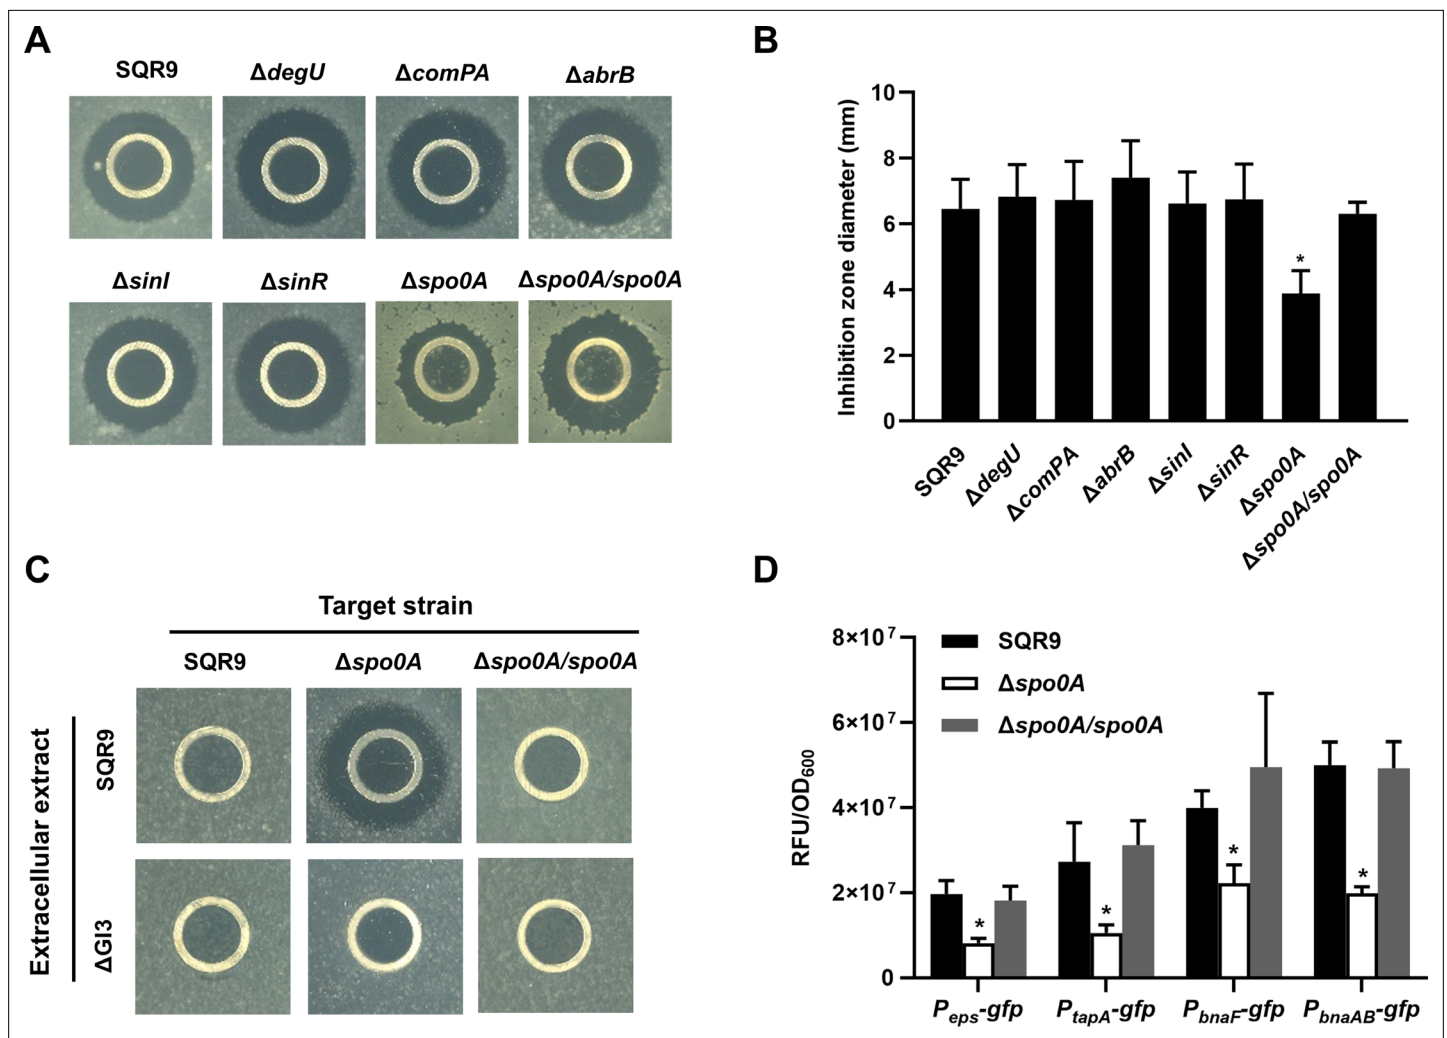 A
SQR9 ΔdegU ΔcomPA ΔabrB
ΔsinI ΔsinR Δspo0A Δspo0A/spo0A
B
Inhibition zone diameter (mm)
10
8
6
4
2
0
*
SQR9 ΔdegU ΔcomPA ΔabrB ΔsinI ΔsinR Δspo0A Δspo0A/spo0A
C
Target strain
SQR9 Δspo0A Δspo0A/spo0A
Extracellular extract
SQR9
ΔGI3
D
RFU/OD600
8×10⁷
6×10⁷
4×10⁷
2×10⁷
0
SQR9
Δspo0A
Δspo0A/spo0A
* * * *
Peps-gfp PtapA-gfp PbnaF-gfp PbnaAB-gfp